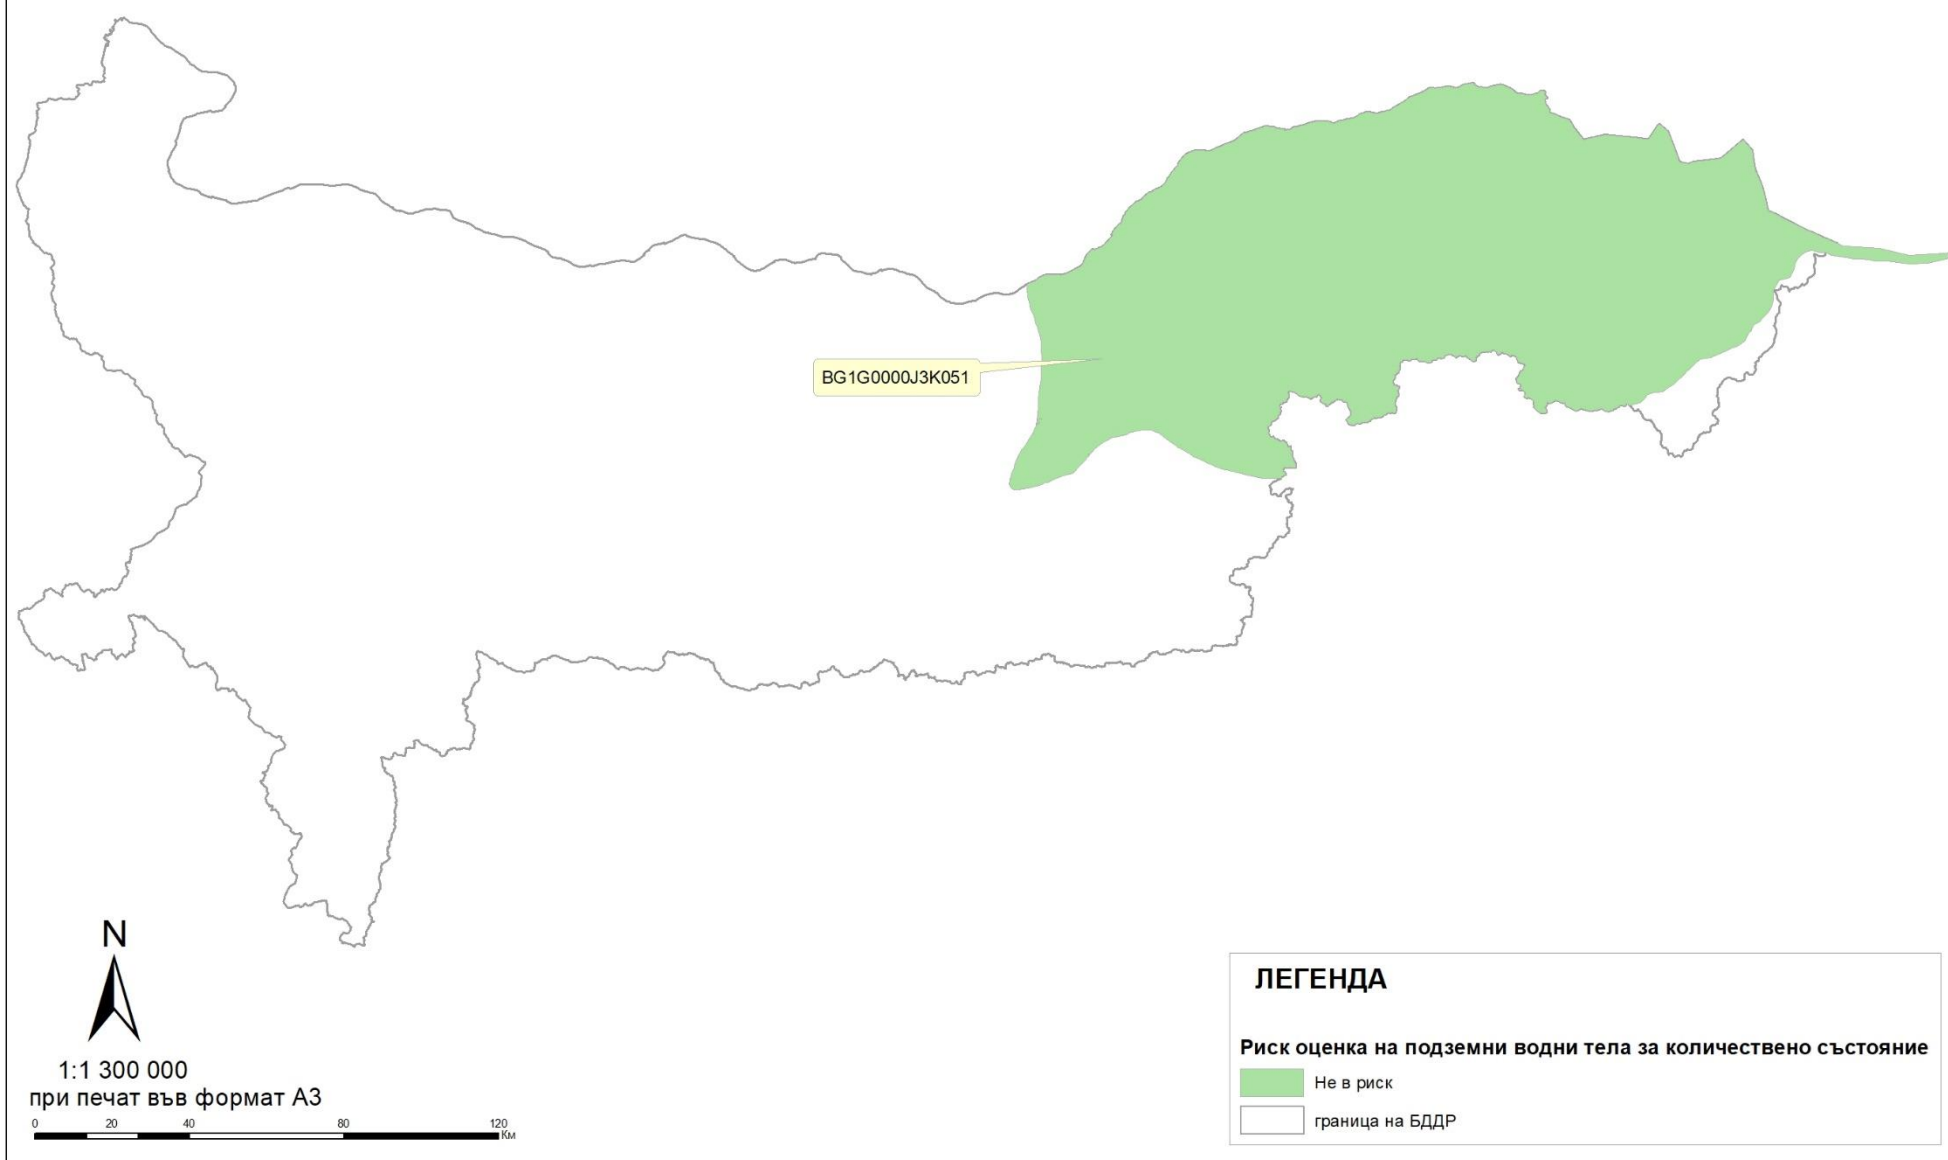 BG1G0000J3K051
N
1:1 300 000
при печат във формат А3
0 20 40 80 120
Км
ЛЕГЕНДА
Риск оценка на подземни водни тела за количествено състояние
Не в риск
граница на БДДР